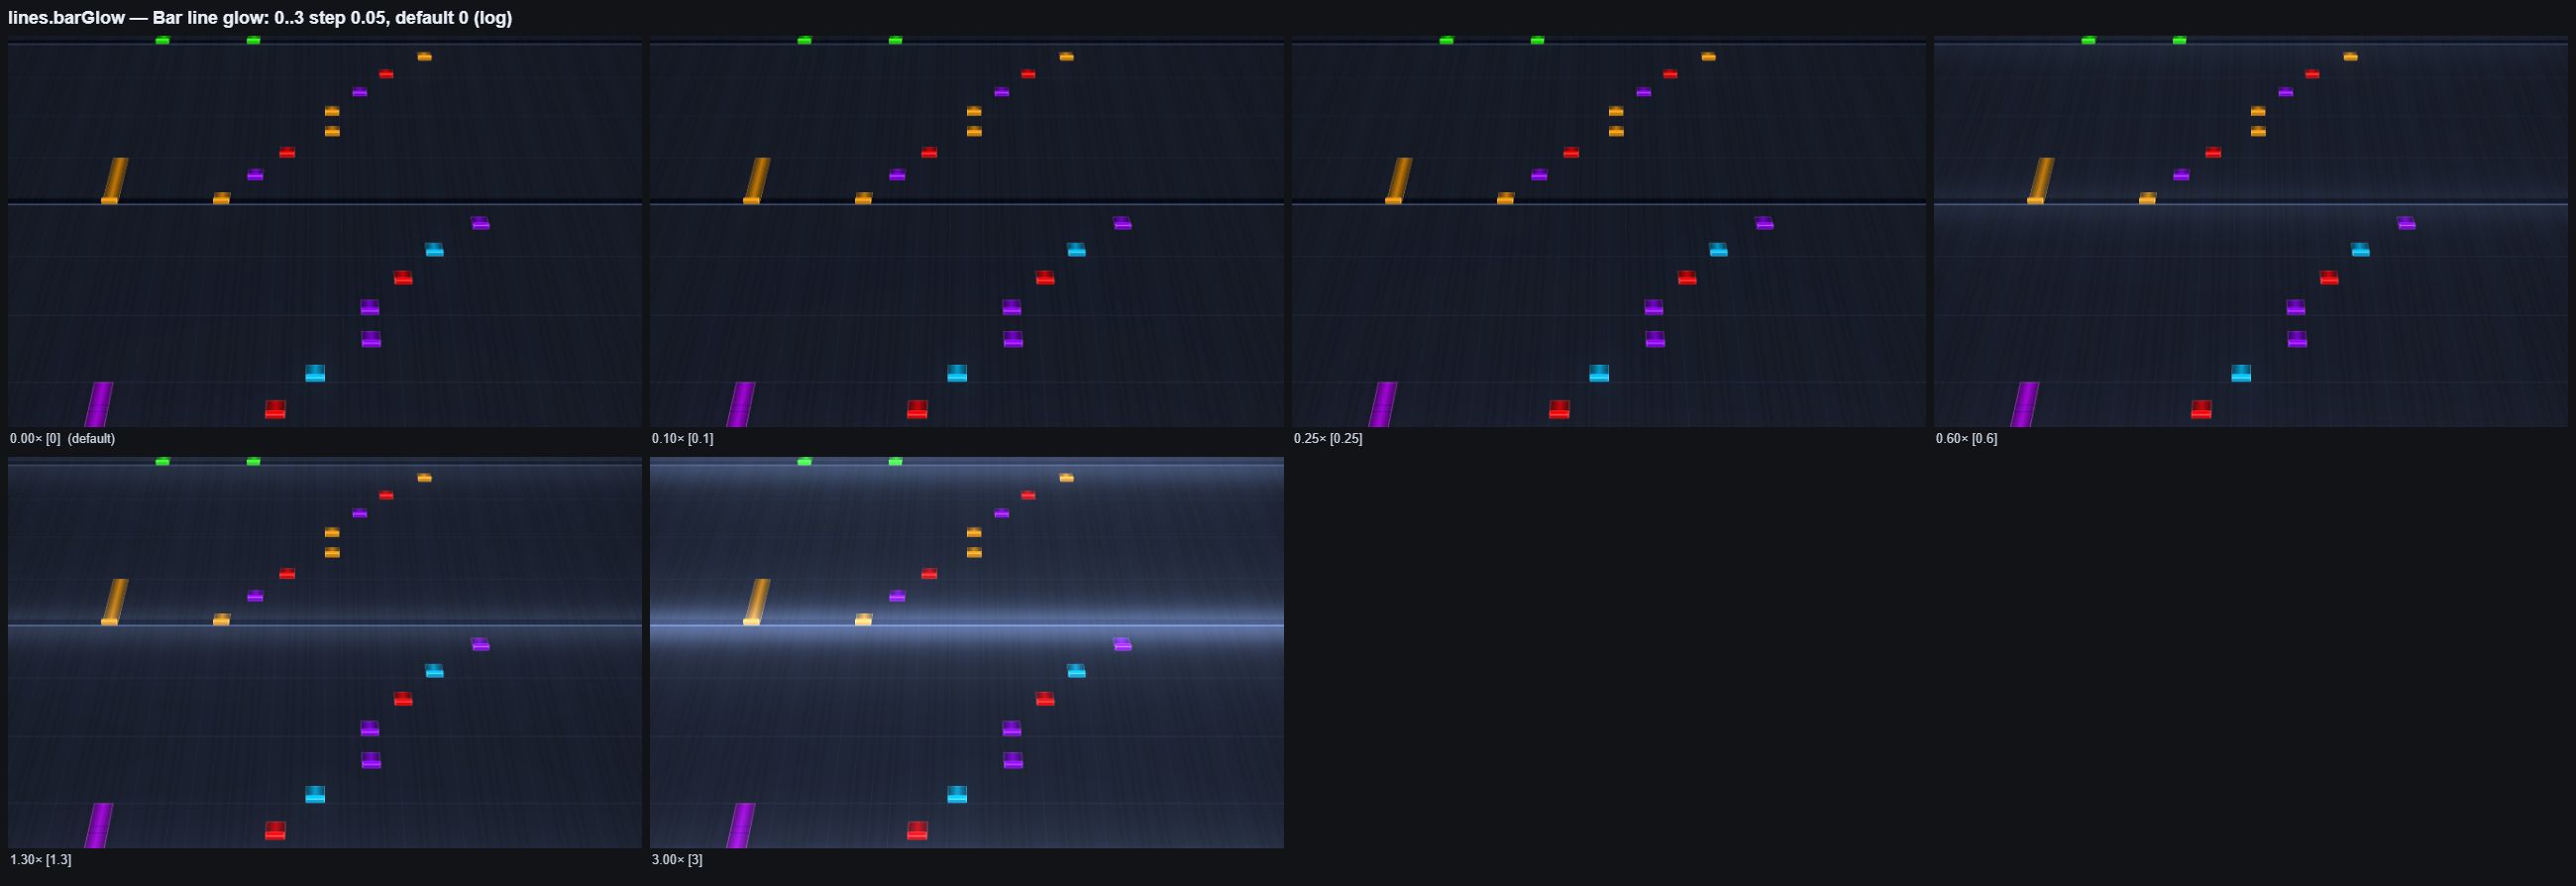 lines.barGlow — Bar line glow: 0..3 step 0.05, default 0 (log)
0.00× [0]  (default)
0.10× [0.1]
0.25× [0.25]
0.60× [0.6]
1.30× [1.3]
3.00× [3]